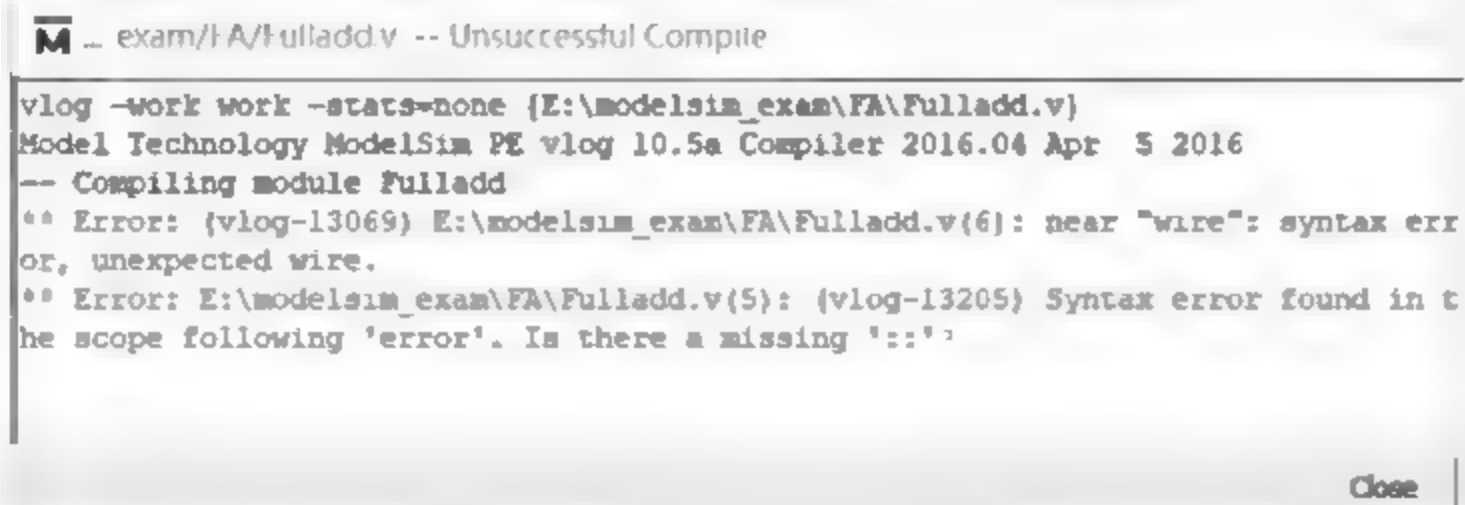 M ... exam/FA/Fulladd.v -- Unsuccessful Compile
vlog -work work -stats=none {E:\modelsim_exam\FA\Fulladd.v}
Model Technology ModelSim PE vlog 10.5a Compiler 2016.04 Apr  5 2016
-- Compiling module Fulladd
** Error: (vlog-13069) E:\modelsim_exam\FA\Fulladd.v(6): near "wire": syntax err
or, unexpected wire.
** Error: E:\modelsim_exam\FA\Fulladd.v(5): (vlog-13205) Syntax error found in t
he scope following 'error'. Is there a missing '::'?
Close